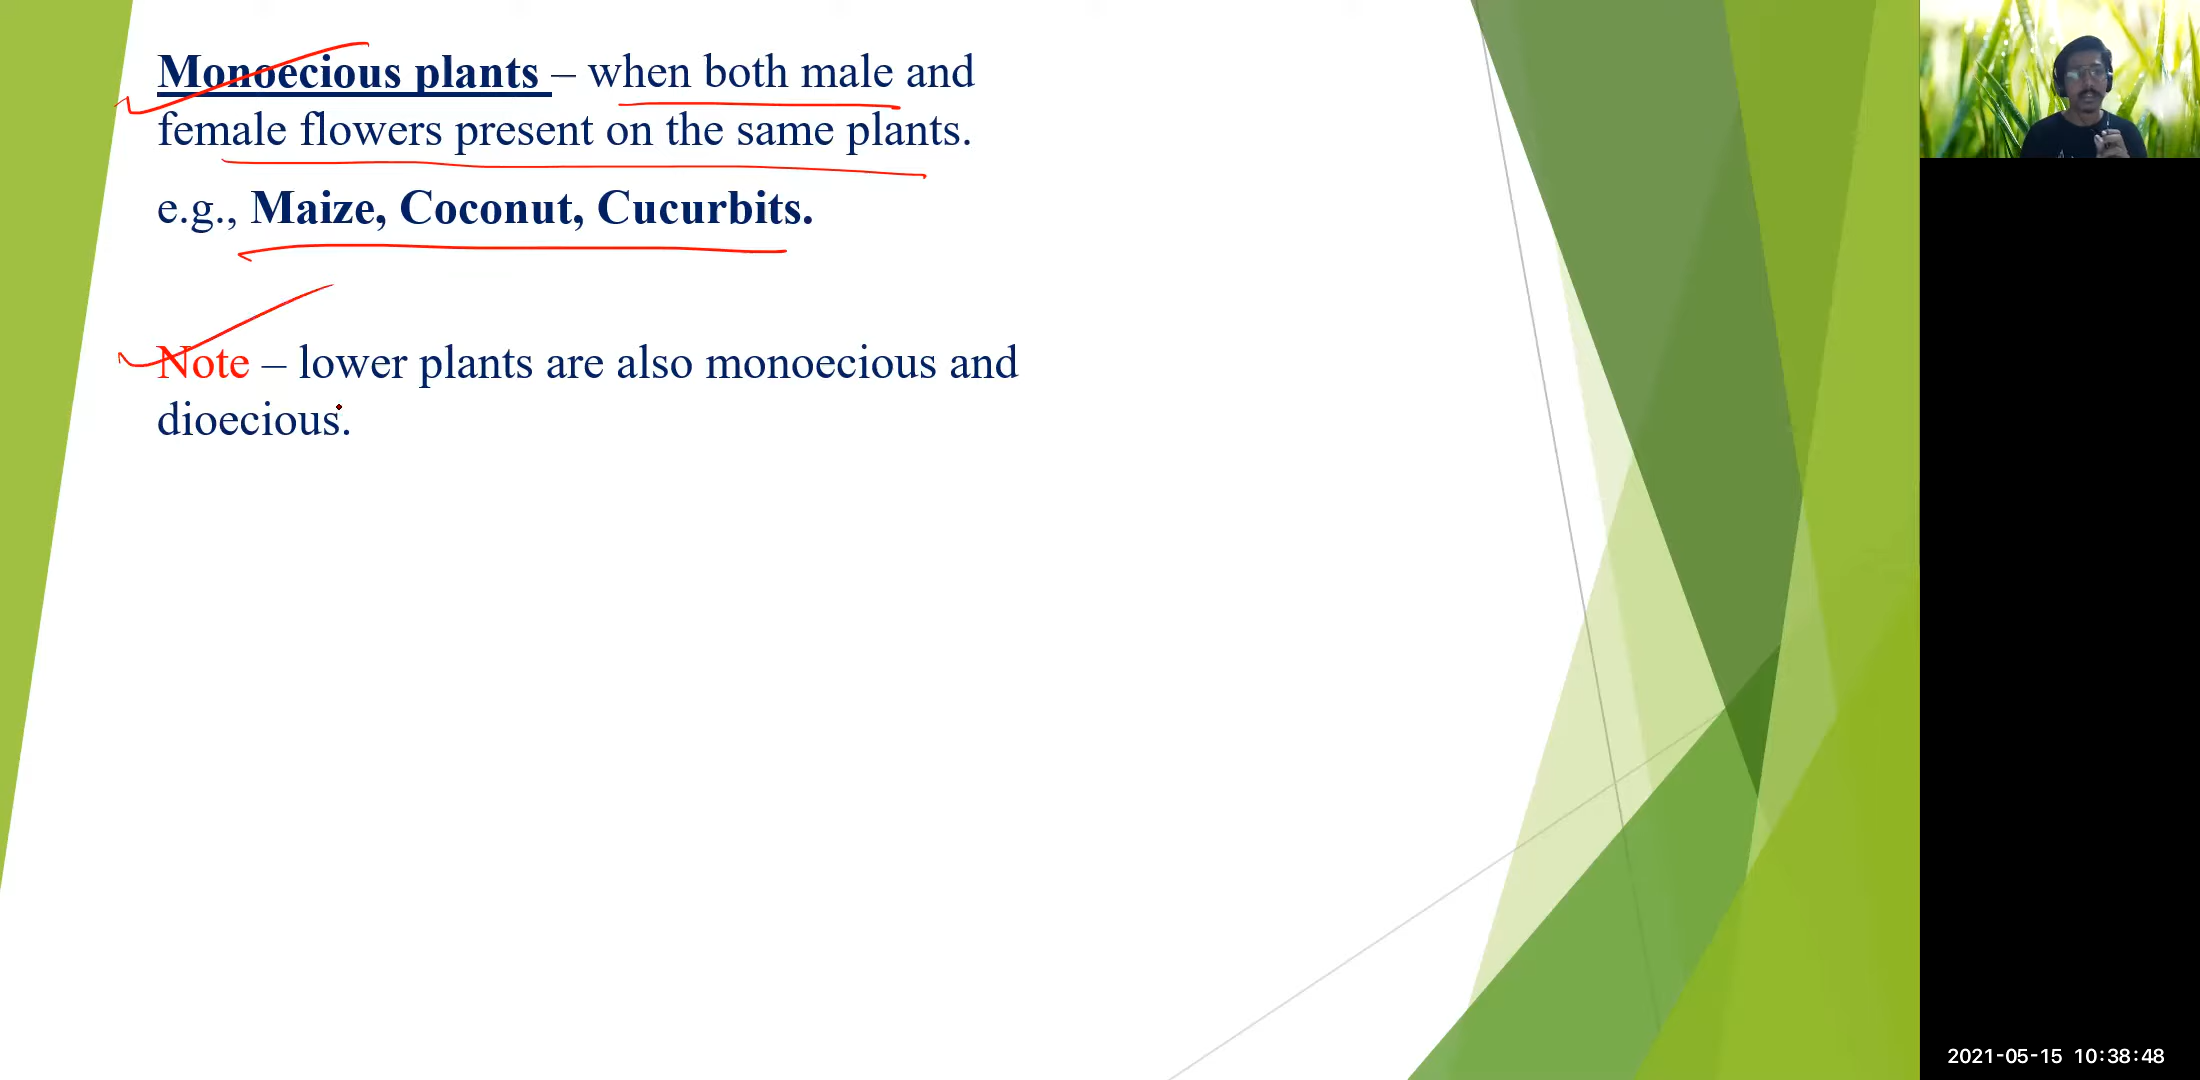 Monoecious plants – when both male and
female flowers present on the same plants.
e.g., Maize, Coconut, Cucurbits.
Note – lower plants are also monoecious and
dioecious.
2021-05-15 10:38:48